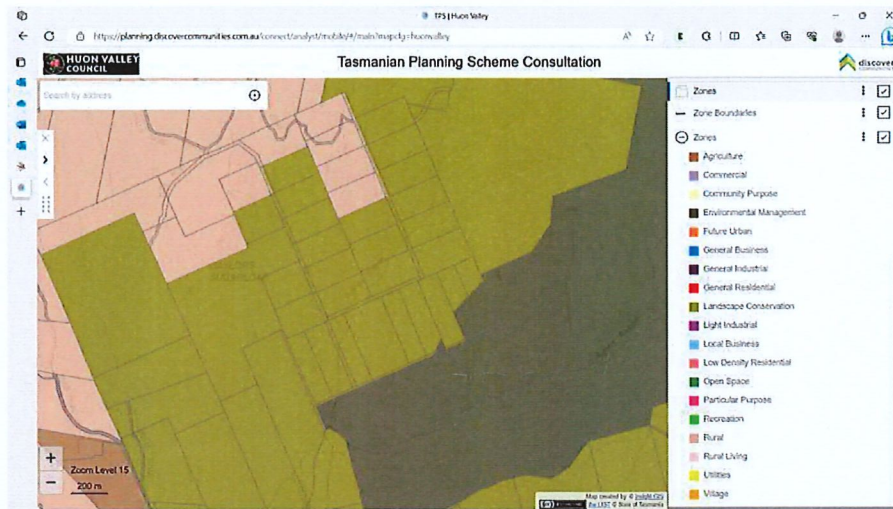 TPS | Huon Valley
https://planning.discovercommunities.com.au/connect/analyst/mobile/#/main?mapcfg=huonvalley
HUON VALLEY
COUNCIL
Tasmanian Planning Scheme Consultation
discover
Search by address
Zones
Zone Boundaries
Zones
Agriculture
Commercial
Community Purpose
Environmental Management
Future Urban
General Business
General Industrial
General Residential
Landscape Conservation
Light Industrial
Local Business
Low Density Residential
Open Space
Particular Purpose
Recreation
Rural
Rural Living
Utilities
Village
Zoom Level 15
200 m
Map created by © Insight GIS
the LIST © State of Tasmania